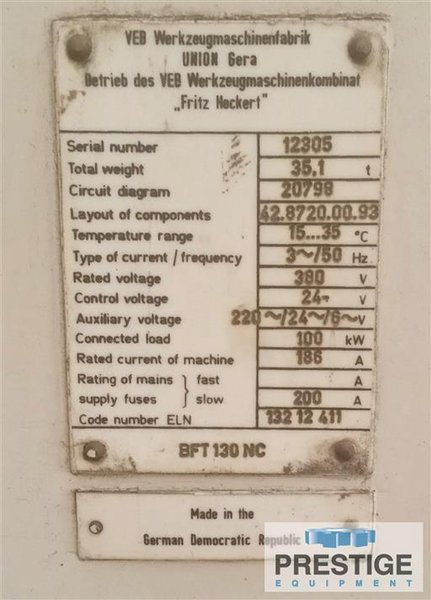 VEB Werkzeugmaschinenfabrik
UNION Gera
Betrieb des VEB Werkzeugmaschinenkombinat
„Fritz Heckert"
Serial number 12305
Total weight 35,1 t
Circuit diagram 20798
Layout of components 42.8720.00.93
Temperature range 15...35 °C
Type of current / frequency 3~/50 Hz
Rated voltage 380 V
Control voltage 24- V
Auxiliary voltage 220~/24~/6~V
Connected load 100 kW
Rated current of machine 186 A
Rating of mains } fast A
supply fuses } slow 200 A
Code number ELN 132 12 411
BFT 130 NC
Made in the
German Democratic Republic
PRESTIGE
EQUIPMENT